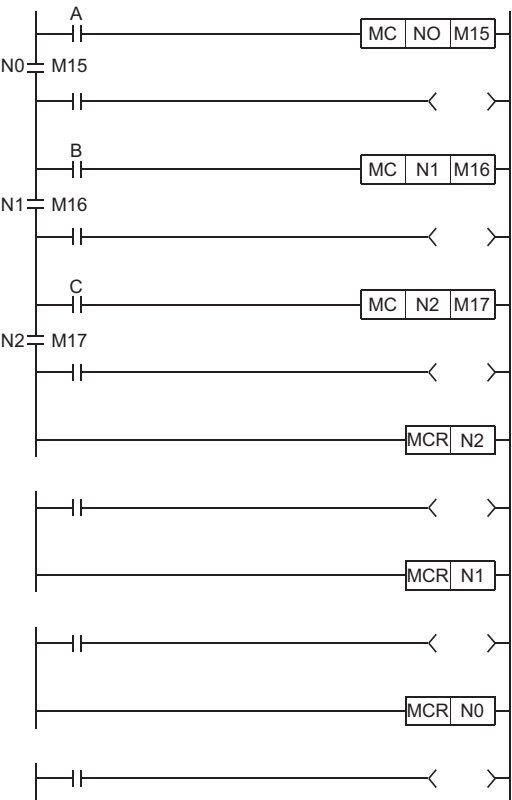 A
MC NO M15
N0 M15
B
MC N1 M16
N1 M16
C
MC N2 M17
N2 M17
MCR N2
MCR N1
MCR N0